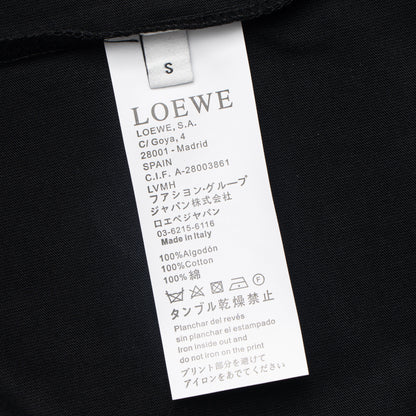 S
LOEWE
LOEWE, S.A.
C/ Goya, 4
28001 - Madrid
SPAIN
C.I.F. A-28003861
LVMH
ファション・グループ
ジャパン株式会社
ロエベジャパン
03-6215-6116
Made in Italy
100%Algodón
100%Cotton
100%綿
タンブル乾燥禁止
Planchar del revés
sin planchar el estampado
Iron inside out and
do not iron on the print
プリント部分を避けて
アイロンをあててください